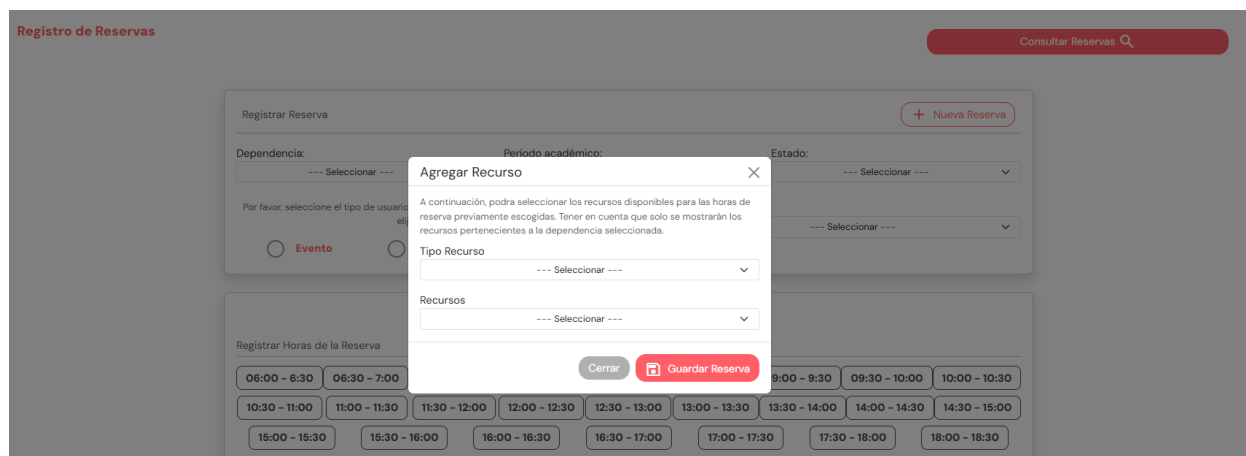 Registro de Reservas
Consultar Reservas
Registrar Reserva
+ Nueva Reserva
Dependencia:
Periodo académico:
Estado:
--- Seleccionar ---
--- Seleccionar ---
Por favor, seleccione el tipo de usuario
--- Seleccionar ---
Evento
Agregar Recurso
A continuación, podra seleccionar los recursos disponibles para las horas de
reserva previamente escogidas. Tener en cuenta que solo se mostrarán los
recursos pertenecientes a la dependencia seleccionada.
Tipo Recurso
--- Seleccionar ---
Recursos
--- Seleccionar ---
Cerrar
Guardar Reserva
Registrar Horas de la Reserva
06:00 - 6:30 06:30 - 7:00 9:00 - 9:30 09:30 - 10:00 10:00 - 10:30
10:30 - 11:00 11:00 - 11:30 11:30 - 12:00 12:00 - 12:30 12:30 - 13:00 13:00 - 13:30 13:30 - 14:00 14:00 - 14:30 14:30 - 15:00
15:00 - 15:30 15:30 - 16:00 16:00 - 16:30 16:30 - 17:00 17:00 - 17:30 17:30 - 18:00 18:00 - 18:30